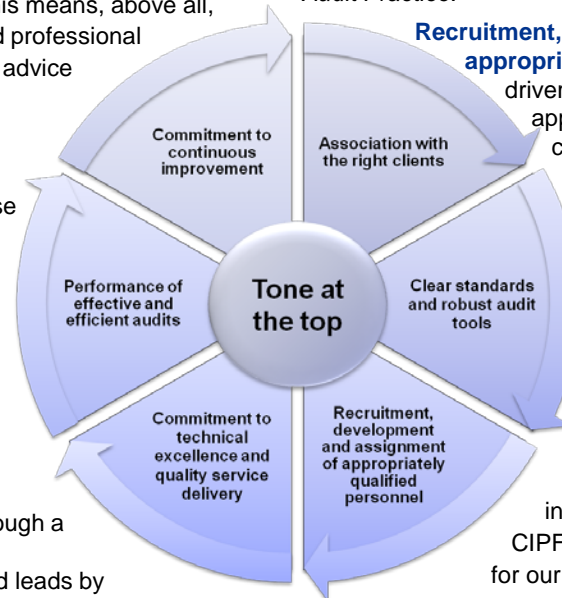 his means, above all,
d professional
advice
Audit Practice.
Recruitment,
appropri
driver
app
c
se
Commitment to
continuous
improvement
Association with
the right clients
Performance of
effective and
efficient audits
Tone at
the top
Clear standards
and robust audit
tools
Commitment to
technical
excellence and
quality service
delivery
Recruitment,
development
and assignment
of appropriately
qualified
personnel
ough a
d leads by
in
CIPF
for our